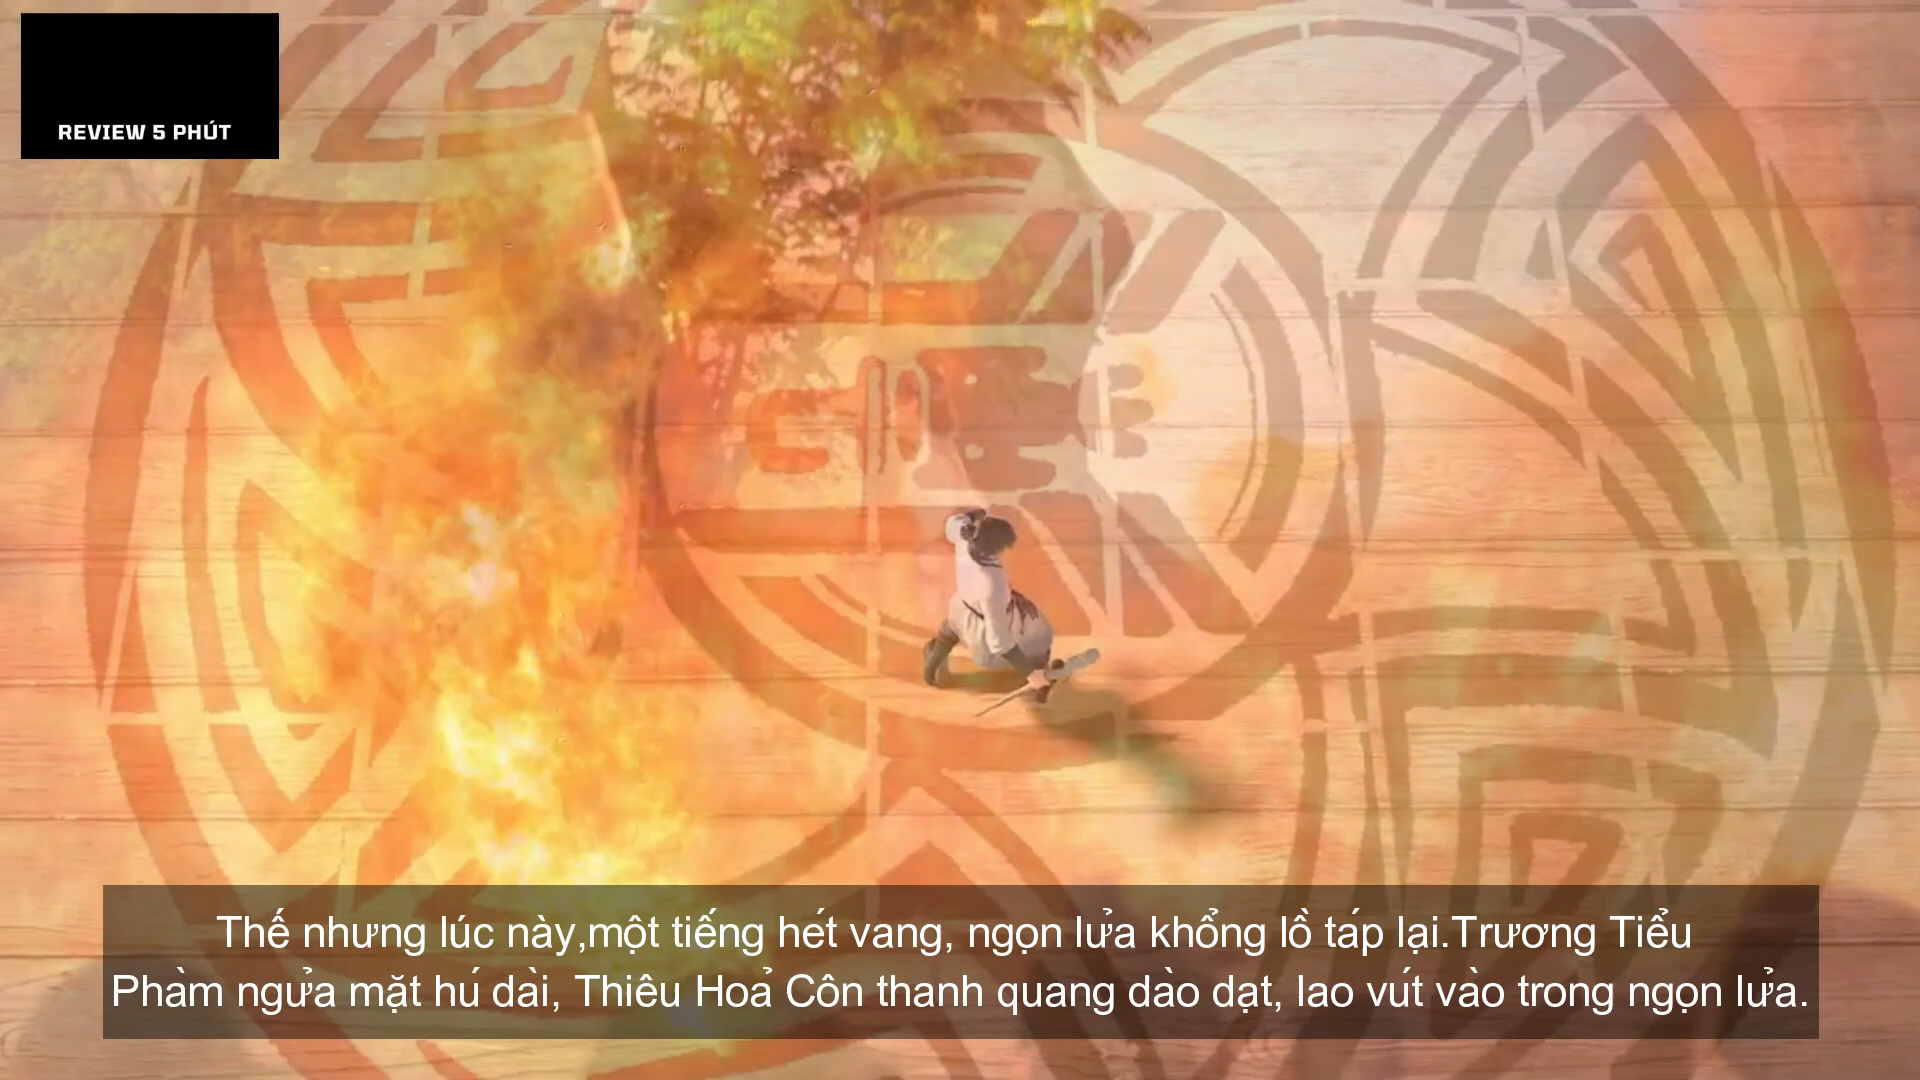 REVIEW 5 PHÚT
Thế nhưng lúc này,một tiếng hét vang, ngọn lửa khổng lồ táp lại.Trương Tiểu
Phàm ngửa mặt hú dài, Thiêu Hoả Côn thanh quang dào dạt, lao vút vào trong ngọn lửa.